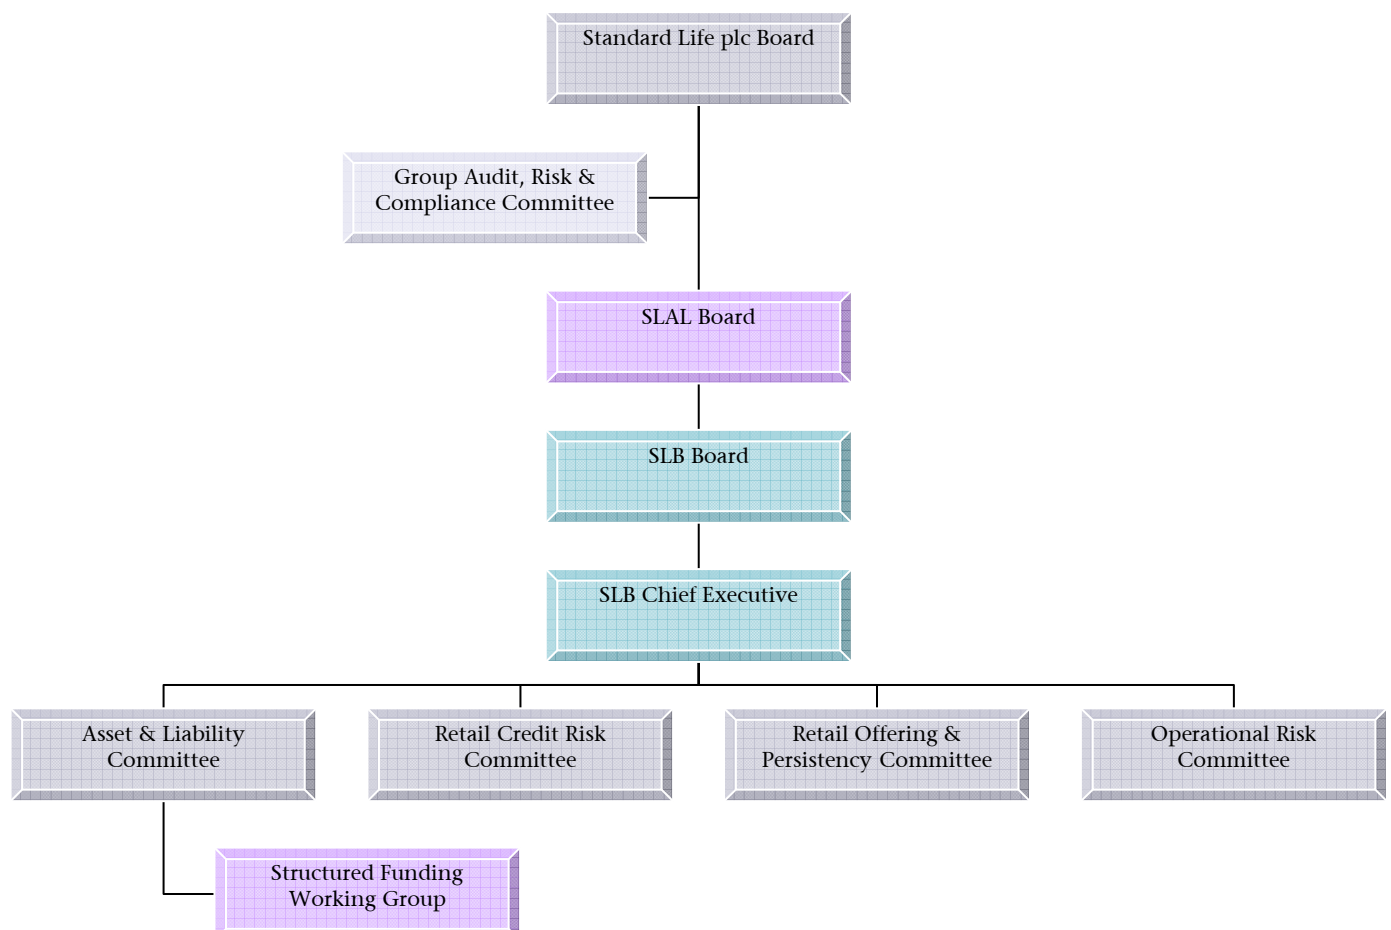 Standard Life plc Board
Group Audit, Risk &
Compliance Committee
SLAL Board
SLB Board
SLB Chief Executive
Asset & Liability
Committee
Retail Credit Risk
Committee
Retail Offering &
Persistency Committee
Operational Risk
Committee
Structured Funding
Working Group